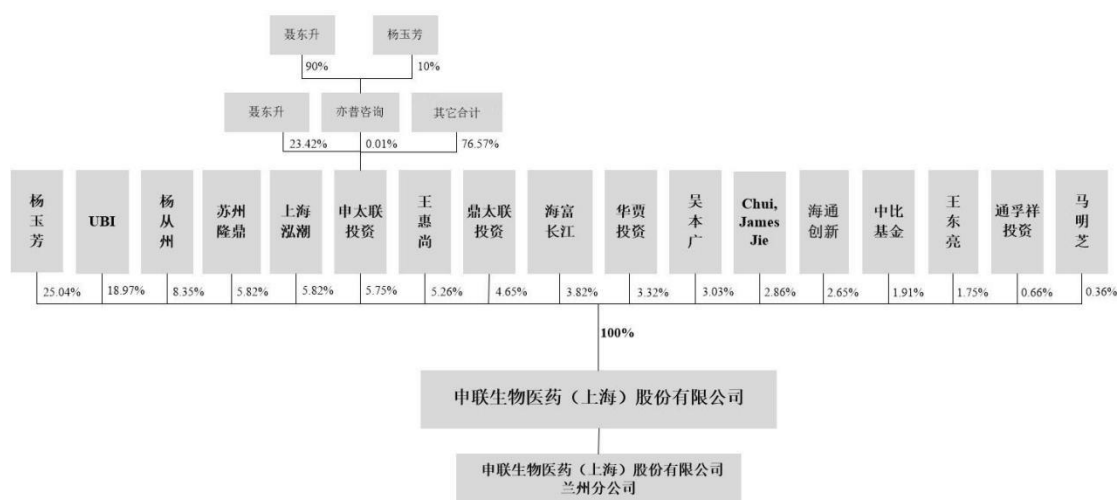 聂东升
杨玉芳
90%
10%
聂东升
亦普咨询
其它合计
23.42%
0.01%
76.57%
杨
玉
芳
UBI
杨
从
州
苏州
隆鼎
上海
泓潮
申太联
投资
王
惠
尚
鼎太联
投资
海富
长江
华贾
投资
吴
本
广
Chui,
James
Jie
海通
创新
中比
基金
王
东
亮
通孚祥
投资
马
明
芝
25.04%
18.97%
8.35%
5.82%
5.82%
5.75%
5.26%
4.65%
3.82%
3.32%
3.03%
2.86%
2.65%
1.91%
1.75%
0.66%
0.36%
100%
申联生物医药（上海）股份有限公司
申联生物医药（上海）股份有限公司
兰州分公司